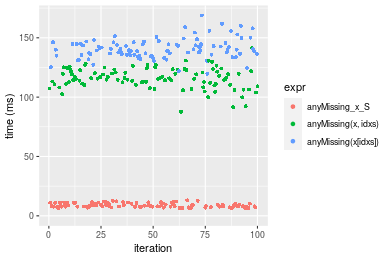 150
100
50
0
time (ms)
0
25
50
75
100
iteration
expr
anyMissing_x_S
anyMissing(x, idxs)
anyMissing(x[idxs])